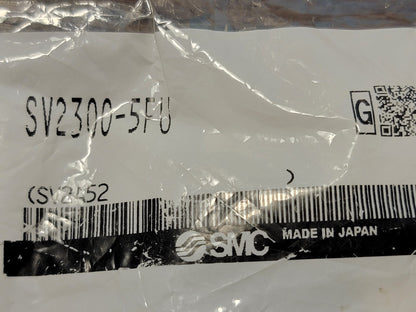 SV2300-5FU
G
(SV2452
)
SMC MADE IN JAPAN